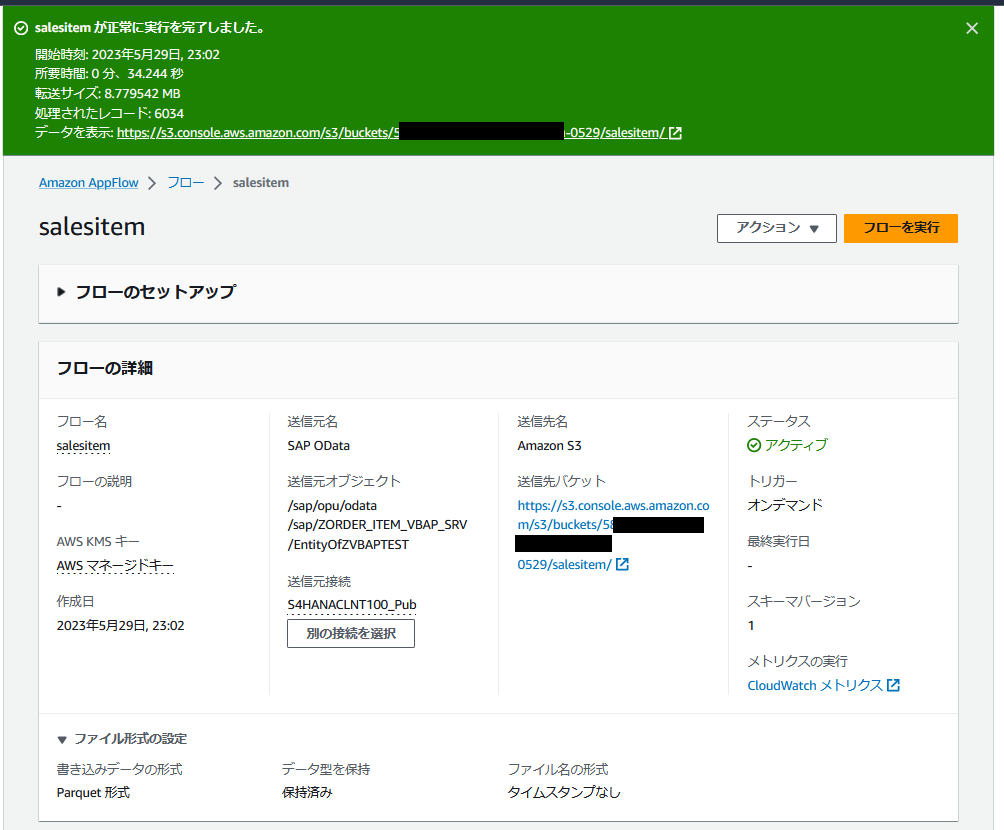 salesitem が正常に実行を完了しました。
開始時刻: 2023年5月29日, 23:02
所要時間: 0 分、34.244 秒
転送サイズ: 8.779542 MB
処理されたレコード: 6034
データを表示: https://s3.console.aws.amazon.com/s3/buckets/5 -0529/salesitem/
Amazon AppFlow フロー salesitem
salesitem
アクション ▼ フローを実行
▶ フローのセットアップ
フローの詳細
フロー名
salesitem
フローの説明
-
AWS KMS キー
AWS マネージドキー
作成日
2023年5月29日, 23:02
送信元名
SAP OData
送信元オブジェクト
/sap/opu/odata
/sap/ZORDER_ITEM_VBAP_SRV
/EntityOfZVBAPTEST
送信元接続
S4HANACLNT100_Pub
別の接続を選択
送信先名
Amazon S3
送信先バケット
https://s3.console.aws.amazon.co
m/s3/buckets/58
0529/salesitem/
ステータス
アクティブ
トリガー
オンデマンド
最終実行日
-
スキーマバージョン
1
メトリクスの実行
CloudWatch メトリクス
▼ ファイル形式の設定
書き込みデータの形式
Parquet 形式
データ型を保持
保持済み
ファイル名の形式
タイムスタンプなし